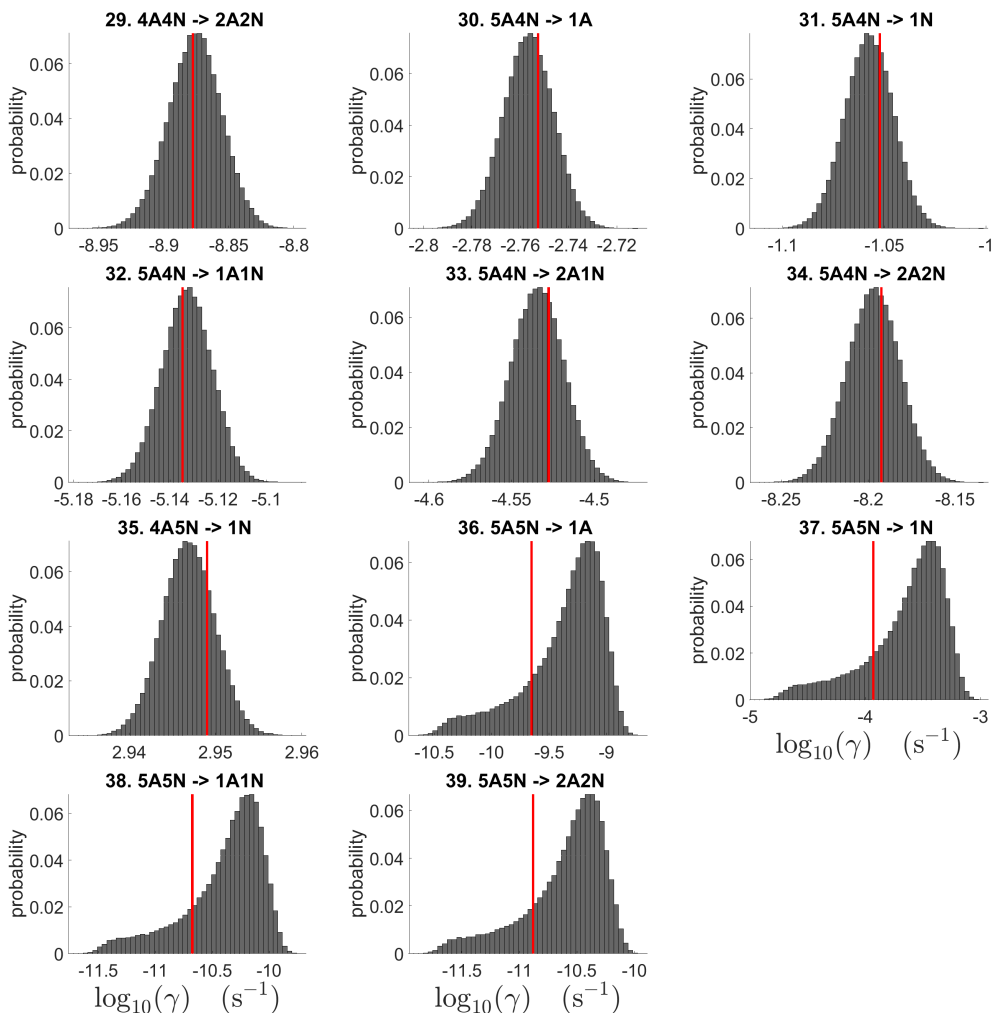 29. 4A4N -> 2A2N
probability
0.06
0.04
0.02
0
-8.95 -8.9 -8.85 -8.8
30. 5A4N -> 1A
probability
0.06
0.04
0.02
0
-2.8 -2.78 -2.76 -2.74 -2.72
31. 5A4N -> 1N
probability
0.06
0.04
0.02
0
-1.1 -1.05 -1
32. 5A4N -> 1A1N
probability
0.06
0.04
0.02
0
-5.18 -5.16 -5.14 -5.12 -5.1
33. 5A4N -> 2A1N
probability
0.06
0.04
0.02
0
-4.6 -4.55 -4.5
34. 5A4N -> 2A2N
probability
0.06
0.04
0.02
0
-8.25 -8.2 -8.15
35. 4A5N -> 1N
probability
0.06
0.04
0.02
0
2.94 2.95 2.96
36. 5A5N -> 1A
probability
0.06
0.04
0.02
0
-10.5 -10 -9.5 -9
37. 5A5N -> 1N
probability
0.06
0.04
0.02
0
-5 -4 -3
log₁₀(γ) (s⁻¹)
38. 5A5N -> 1A1N
probability
0.06
0.04
0.02
0
-11.5 -11 -10.5 -10
log₁₀(γ) (s⁻¹)
39. 5A5N -> 2A2N
probability
0.06
0.04
0.02
0
-11.5 -11 -10.5 -10
log₁₀(γ) (s⁻¹)